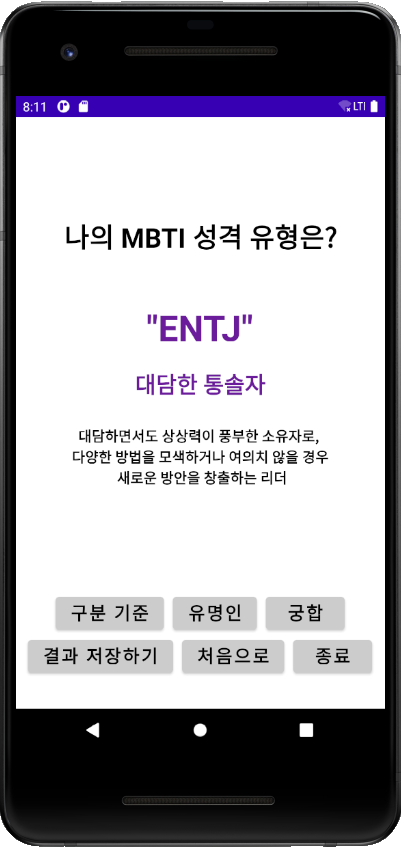 8:11 LTE
나의 MBTI 성격 유형은?
"ENTJ"
대담한 통솔자
대담하면서도 상상력이 풍부한 소유자로,
다양한 방법을 모색하거나 여의치 않을 경우
새로운 방안을 창출하는 리더
구분 기준 유명인 궁합
결과 저장하기 처음으로 종료